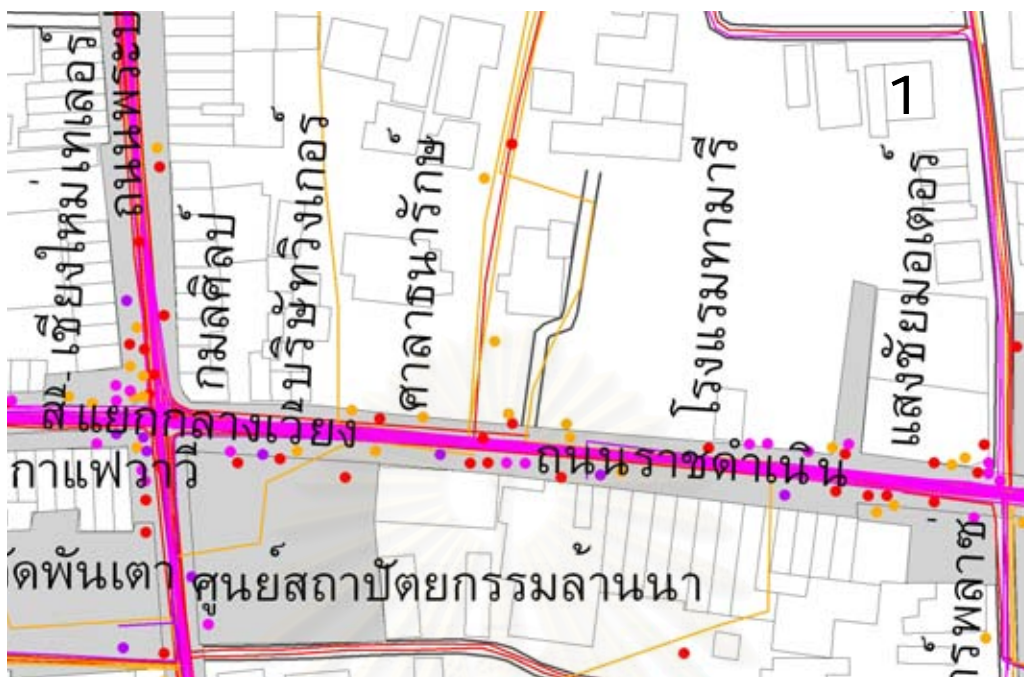 1
-เชียงใหม่เทเลอร์
ถนนพระป
กมลศิลป์
บริษัทวิงเกอร์
ศาลาธนารักษ์
โรงแรมทามารี
แสงชัยมอเตอร์
สี่แยกกลางเวียง
ถนนราชดำเนิน
กาแฟวาวี
ัดพันเตา
ศูนย์สถาปัตยกรรมล้านนา